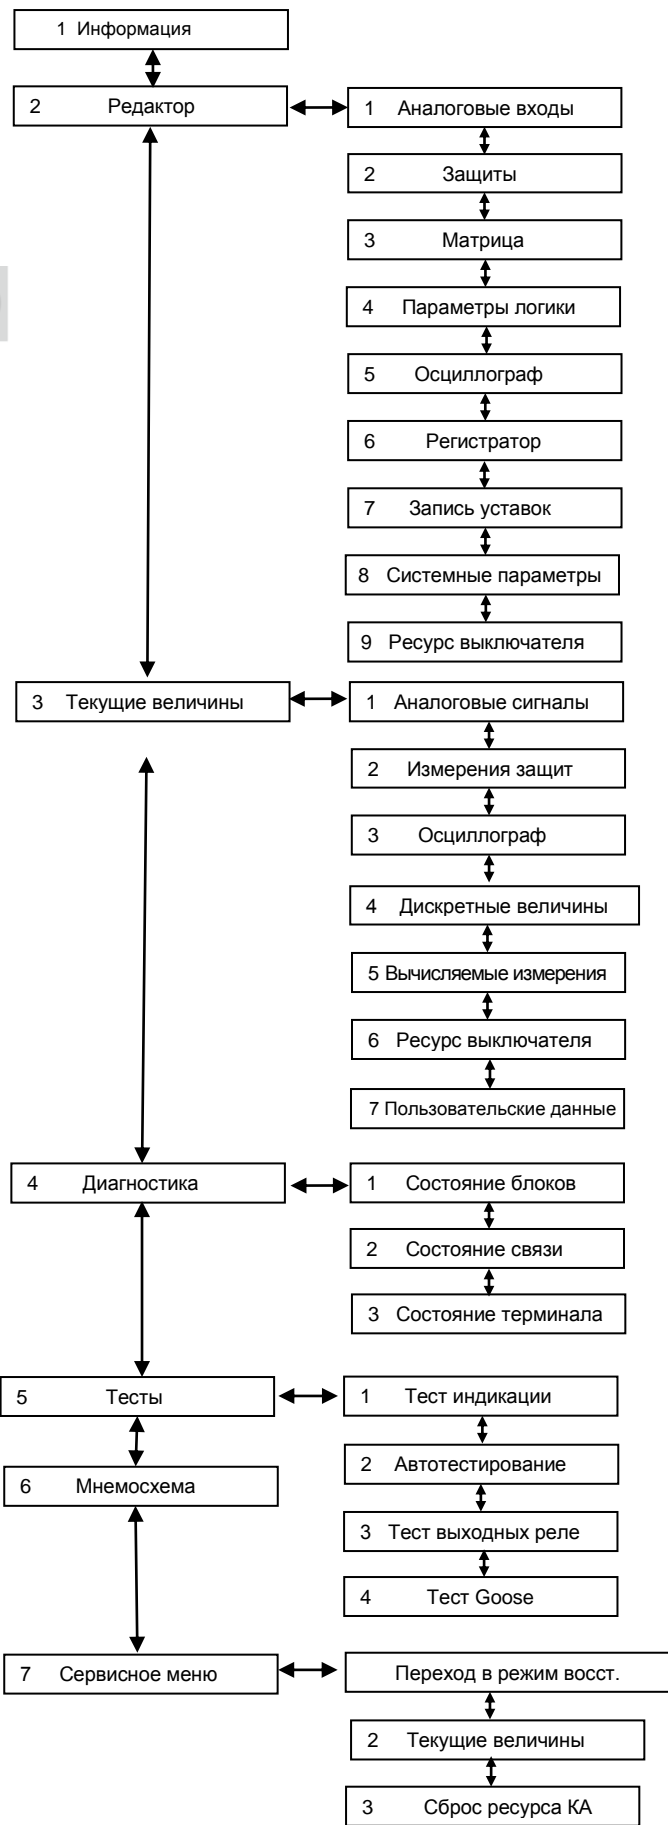 1 Информация
2 Редактор
1 Аналоговые входы
2 Защиты
3 Матрица
4 Параметры логики
5 Осциллограф
6 Регистратор
7 Запись уставок
8 Системные параметры
9 Ресурс выключателя
3 Текущие величины
1 Аналоговые сигналы
2 Измерения защит
3 Осциллограф
4 Дискретные величины
5 Вычисляемые измерения
6 Ресурс выключателя
7 Пользовательские данные
4 Диагностика
1 Состояние блоков
2 Состояние связи
3 Состояние терминала
5 Тесты
1 Тест индикации
2 Автотестирование
3 Тест выходных реле
4 Тест Goose
6 Мнемосхема
7 Сервисное меню
Переход в режим восст.
2 Текущие величины
3 Сброс ресурса КА